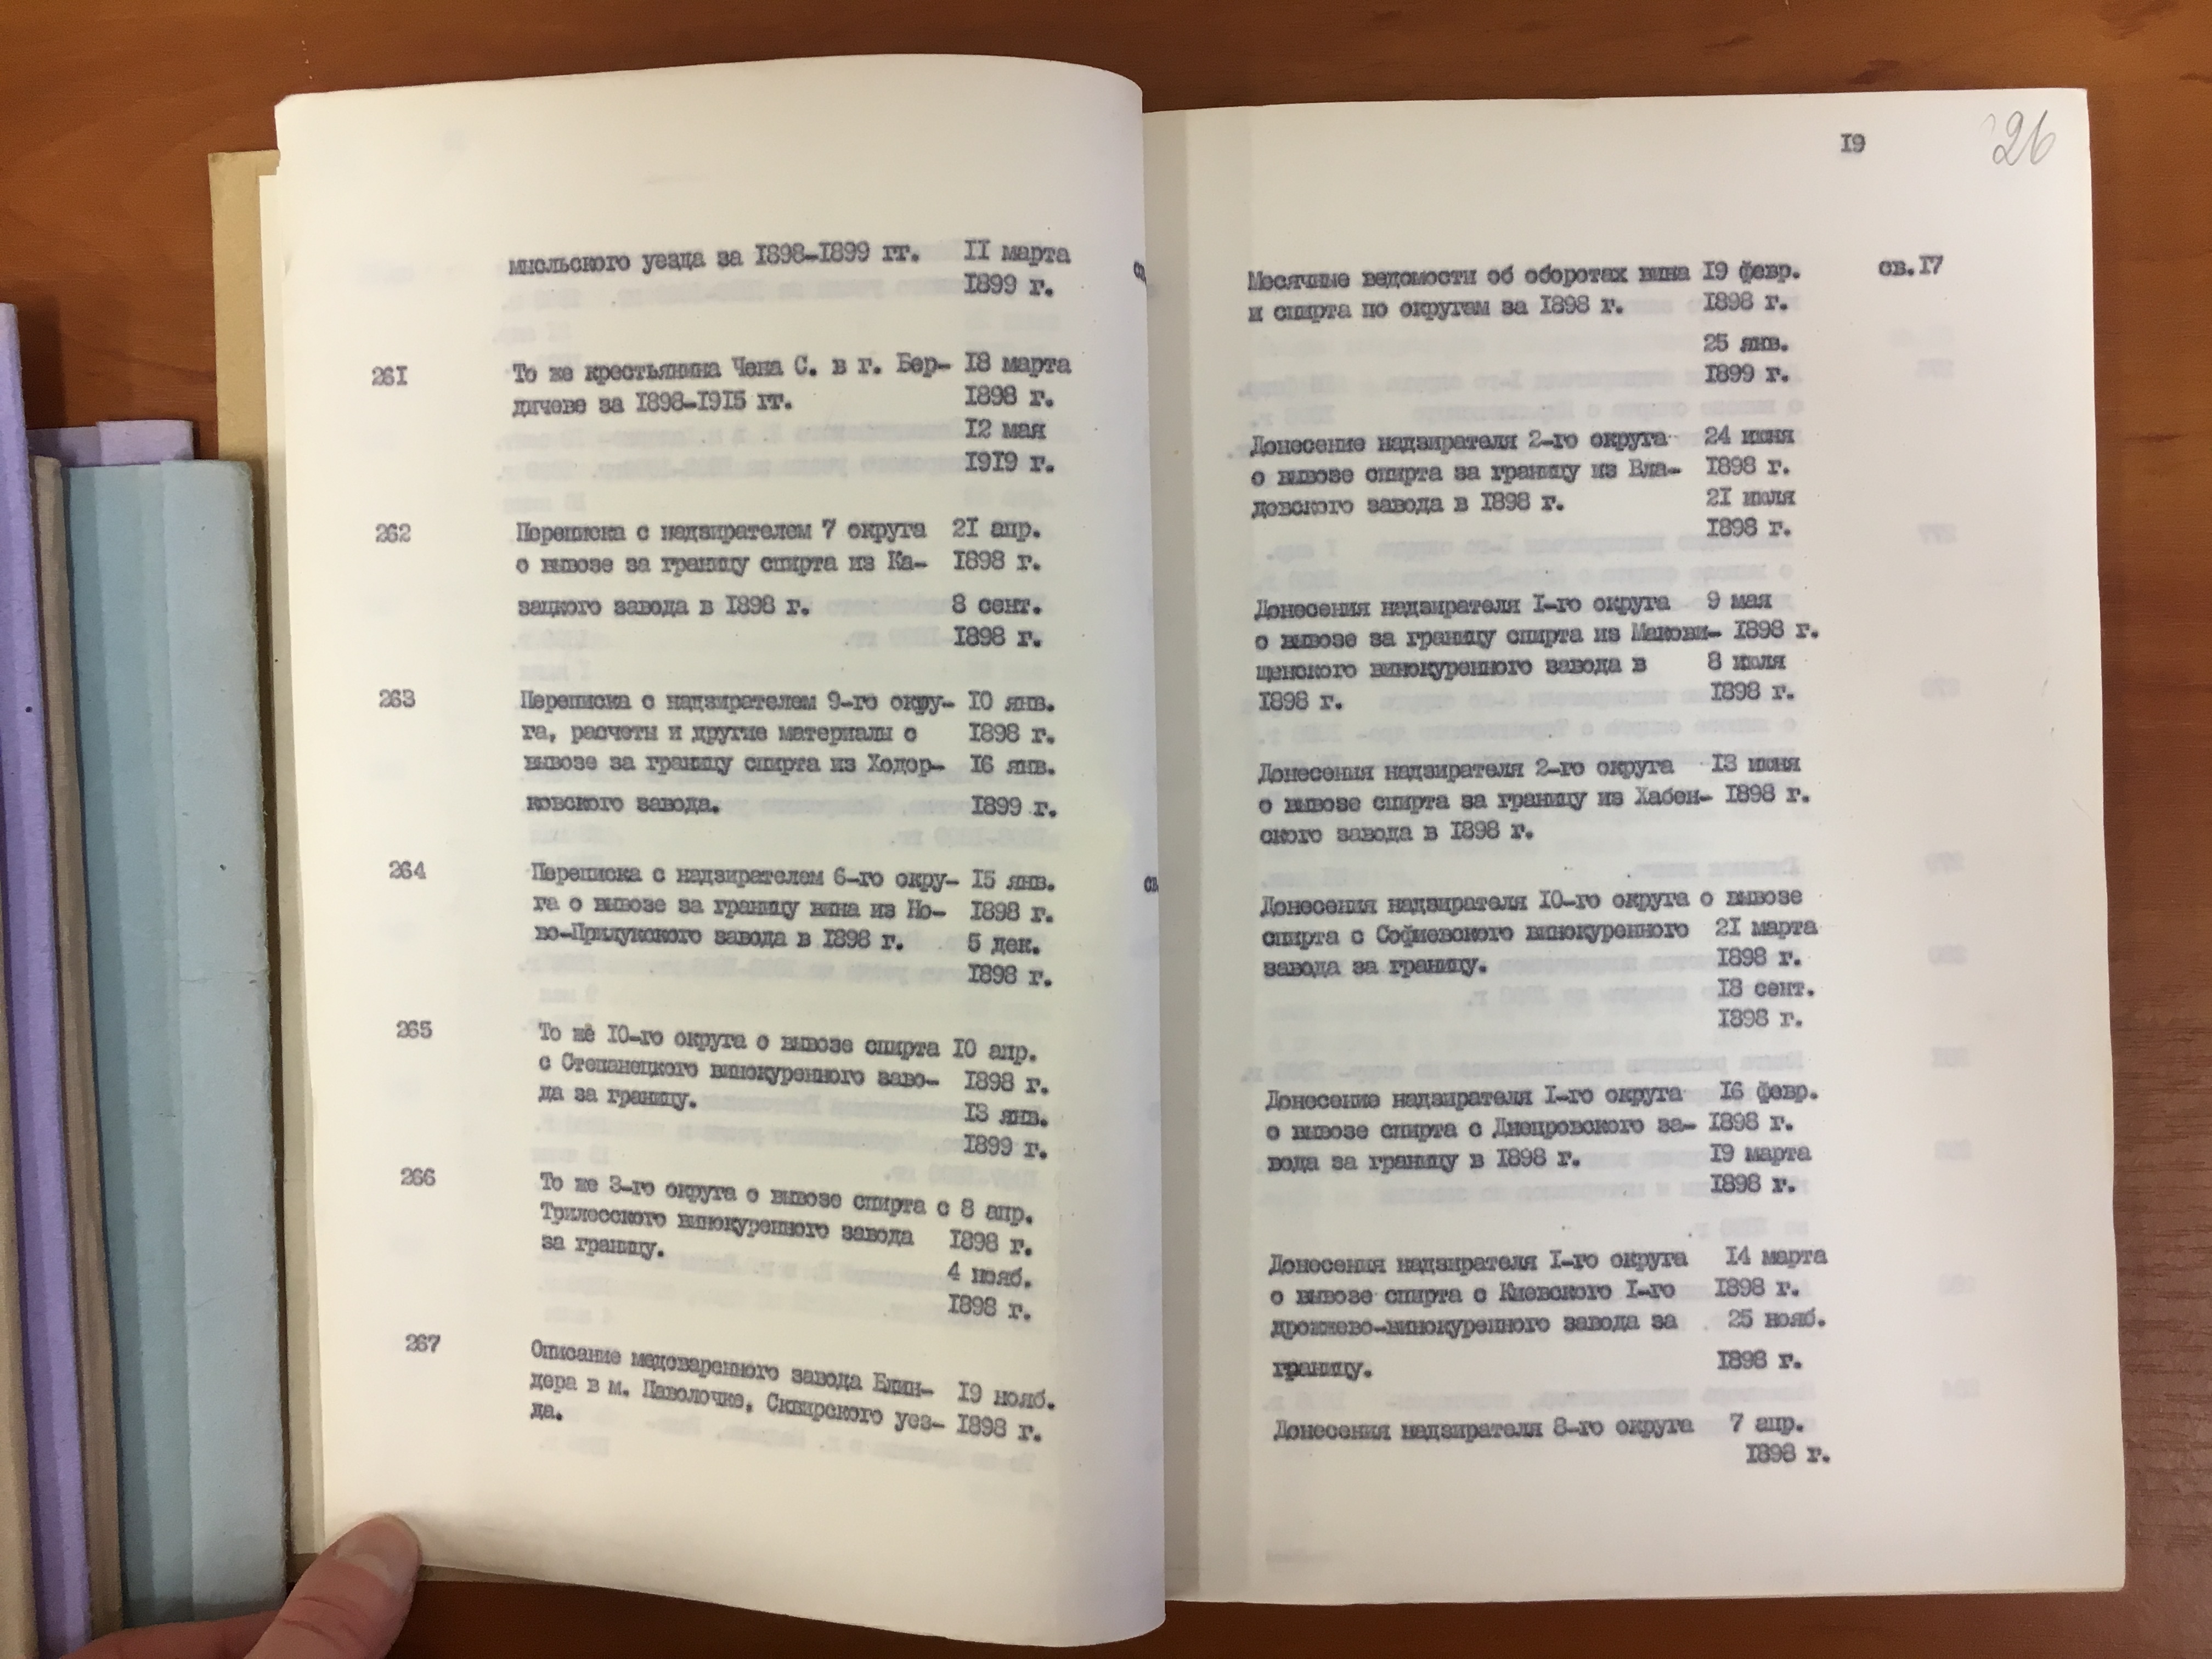 мысльского уезда за 1898-1899 гг. 11 марта
1899 г.
261 То же крестьянина Чена С. в г. Бер- 18 марта
дичеве за 1898-1915 гг. 1898 г.
12 мая
1919 г.
262 Переписка с надзирателем 7 округа 21 апр.
о вывозе за границу спирта из Ка- 1898 г.
зацкого завода в 1898 г. 8 сент.
1898 г.
263 Переписка с надзирателем 9-го окру- 10 янв.
га, расчеты и другие материалы о 1898 г.
вывозе за границу спирта из Ходор- 16 янв.
ковского завода. 1899 г.
264 Переписка с надзирателем 6-го окру- 15 янв.
га о вывозе за границу вина из Но- 1898 г.
во-Прилукского завода в 1898 г. 5 дек.
1898 г.
265 То же 10-го округа о вывозе спирта 10 апр.
с Степанецкого винокуренного заво- 1898 г.
да за границу. 13 янв.
1899 г.
266 То же 3-го округа о вывозе спирта с 8 апр.
Трилесского винокуренного завода 1898 г.
за границу. 4 нояб.
1898 г.
267 Описание медоваренного завода Блин- 19 нояб.
дера в м. Паволочке, Сквирского уез- 1898 г.
да.
19 26
Месячные ведомости об оборотах вина 19 февр. св.17
и спирта по округам за 1898 г. 1898 г.
25 янв.
1899 г.
Донесение надзирателя 2-го округа 24 июня
о вывозе спирта за границу из Вла- 1898 г.
довского завода в 1898 г. 21 июля
1898 г.
Донесения надзирателя 1-го округа 9 мая
о вывозе за границу спирта из Макови- 1898 г.
щенского винокуренного завода в 8 июля
1898 г. 1898 г.
Донесения надзирателя 2-го округа 13 июня
о вывозе спирта за границу из Хабен- 1898 г.
ского завода в 1898 г.
Донесения надзирателя 10-го округа о вывозе
спирта с Софиевского винокуренного 21 марта
завода за границу. 1898 г.
18 сент.
1898 г.
Донесение надзирателя 1-го округа 16 февр.
о вывозе спирта с Днепровского за- 1898 г.
вода за границу в 1898 г. 19 марта
1898 г.
Донесения надзирателя 1-го округа 14 марта
о вывозе спирта с Киевского 1-го 1898 г.
дрожжево-винокуренного завода за 25 нояб.
границу. 1898 г.
Донесения надзирателя 8-го округа 7 апр.
1898 г.